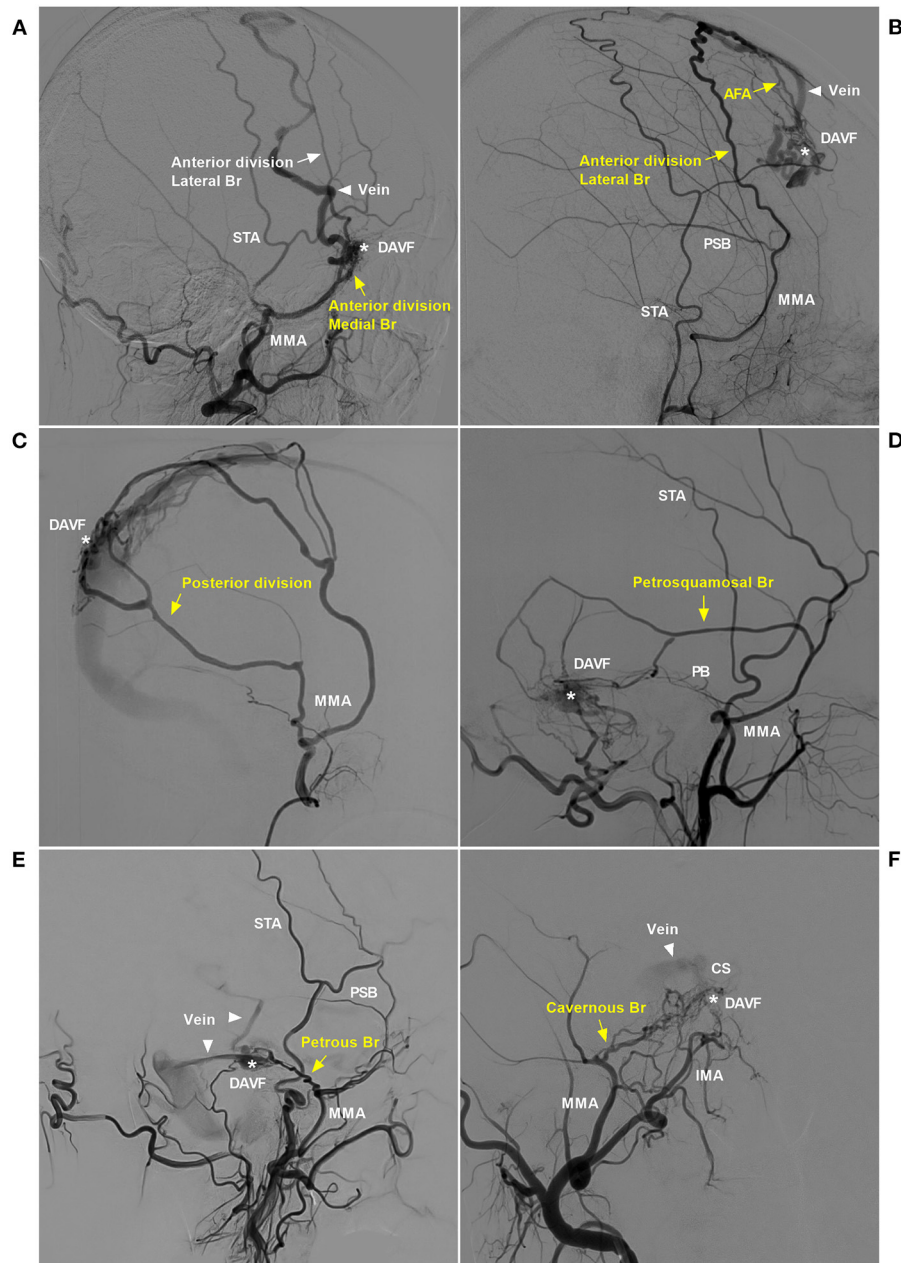 A
Anterior division
Lateral Br
Vein
STA
* DAVF
Anterior division
Medial Br
MMA
B
AFA
Vein
DAVF
*
Anterior division
Lateral Br
PSB
STA
MMA
C
DAVF
*
Posterior division
MMA
D
STA
Petrosquamosal Br
DAVF
*
PB
MMA
E
STA
PSB
Vein
Petrous Br
*
DAVF
MMA
F
Vein
CS
* DAVF
Cavernous Br
IMA
MMA